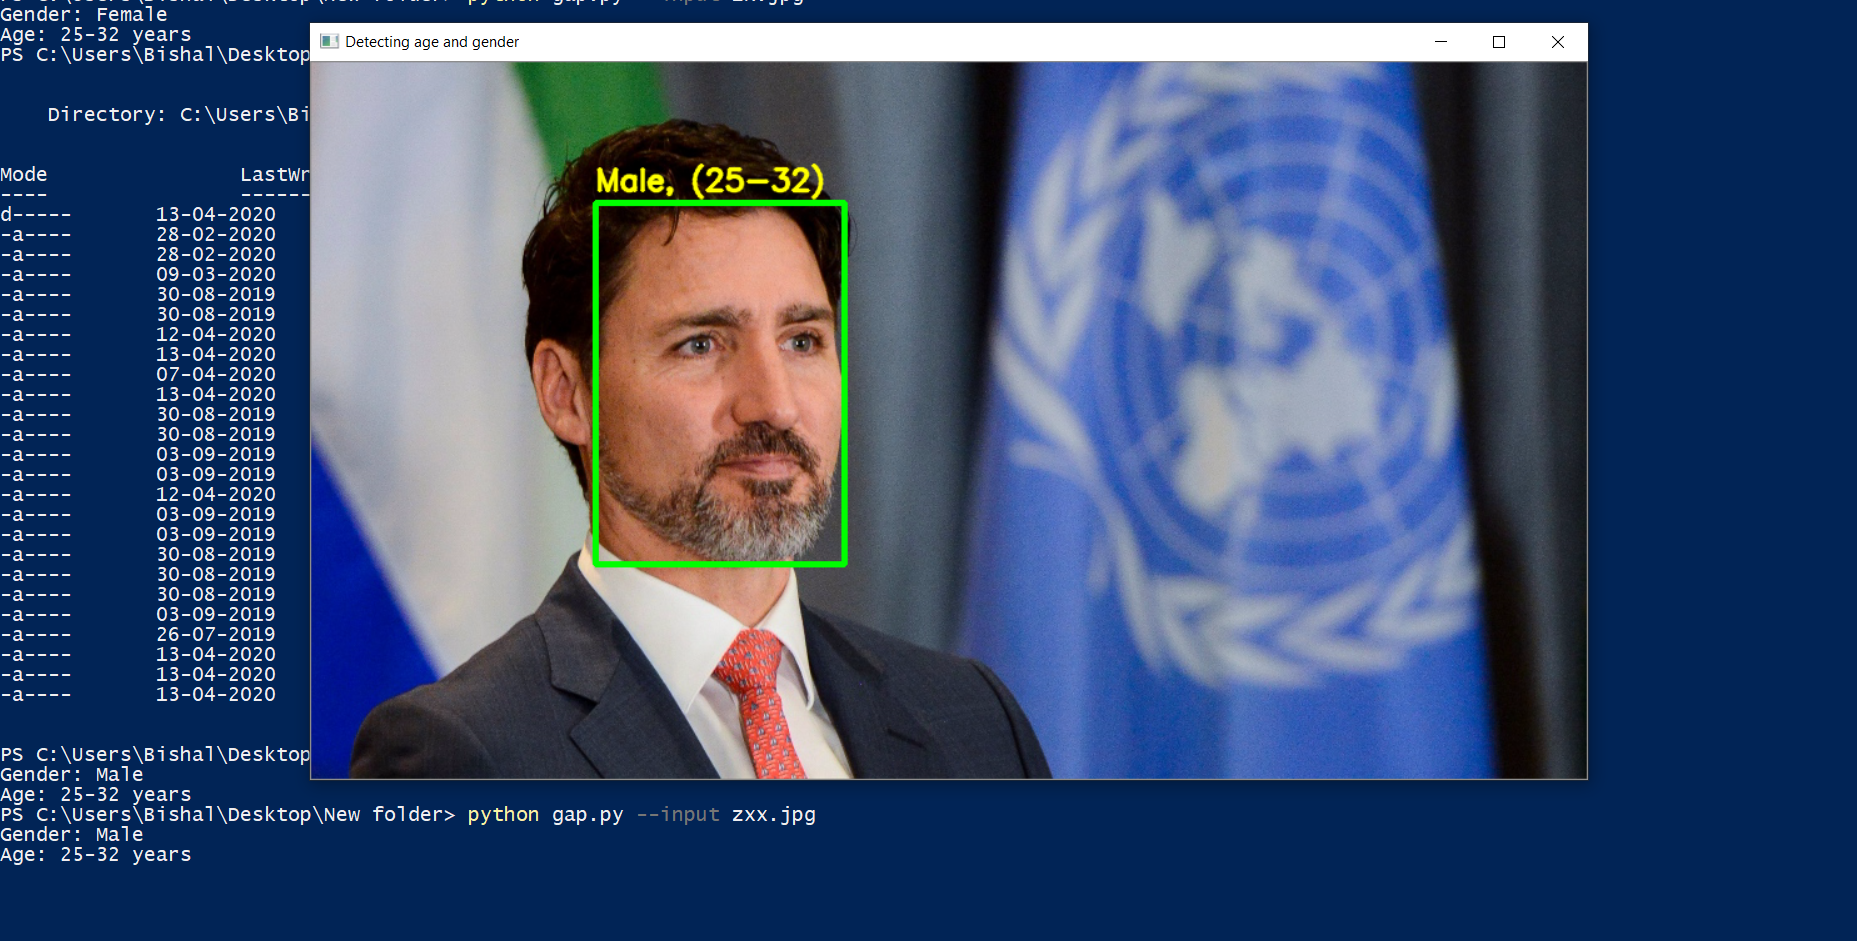 Gender: Female
Age: 25-32 years
PS C:\Users\Bishal\Desktop
Detecting age and gender
Directory: C:\Users\Bi
Mode LastWr
---- ------
d----- 13-04-2020
-a---- 28-02-2020
-a---- 28-02-2020
-a---- 09-03-2020
-a---- 30-08-2019
-a---- 30-08-2019
-a---- 12-04-2020
-a---- 13-04-2020
-a---- 07-04-2020
-a---- 13-04-2020
-a---- 30-08-2019
-a---- 30-08-2019
-a---- 03-09-2019
-a---- 03-09-2019
-a---- 12-04-2020
-a---- 03-09-2019
-a---- 03-09-2019
-a---- 30-08-2019
-a---- 30-08-2019
-a---- 30-08-2019
-a---- 03-09-2019
-a---- 26-07-2019
-a---- 13-04-2020
-a---- 13-04-2020
-a---- 13-04-2020
Male, (25-32)
PS C:\Users\Bishal\Desktop
Gender: Male
Age: 25-32 years
PS C:\Users\Bishal\Desktop\New folder> python gap.py --input zxx.jpg
Gender: Male
Age: 25-32 years